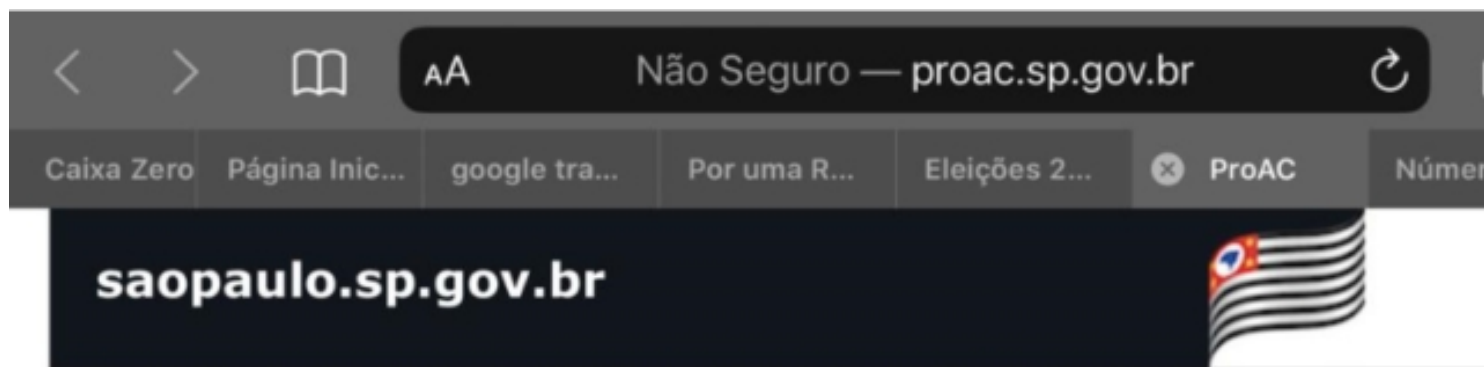 AA Não Seguro — proac.sp.gov.br
Caixa Zero Página Inic... google tra... Por uma R... Eleições 2... ProAC Númer
saopaulo.sp.gov.br